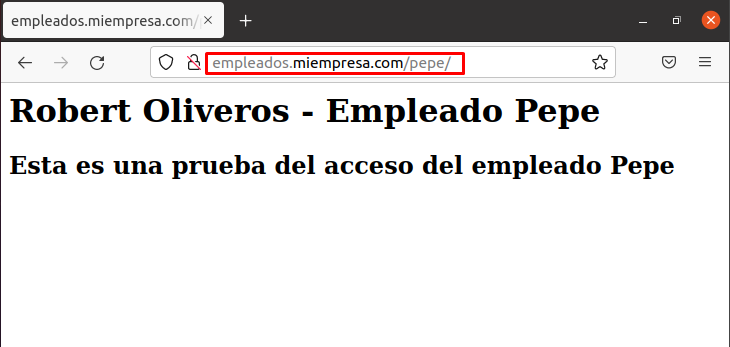 empleados.miempresa.com/
empleados.miempresa.com/pepe/
Robert Oliveros - Empleado Pepe
Esta es una prueba del acceso del empleado Pepe